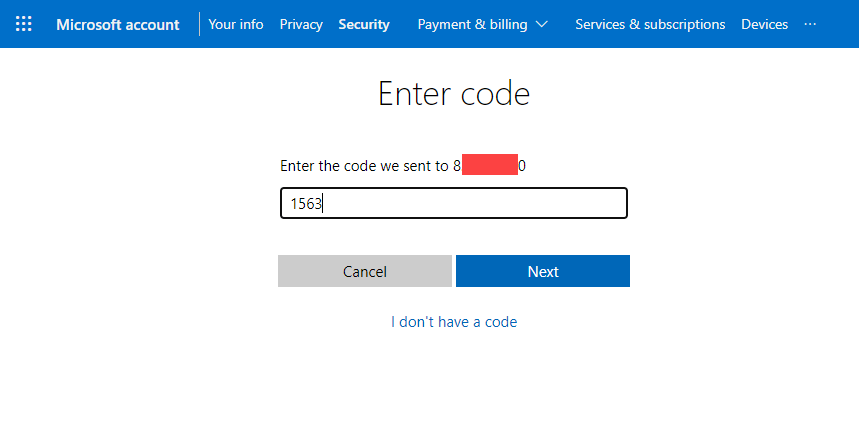 Microsoft account Your info Privacy Security Payment & billing Services & subscriptions Devices ...
Enter code
Enter the code we sent to 8 0
1563
Cancel Next
I don't have a code